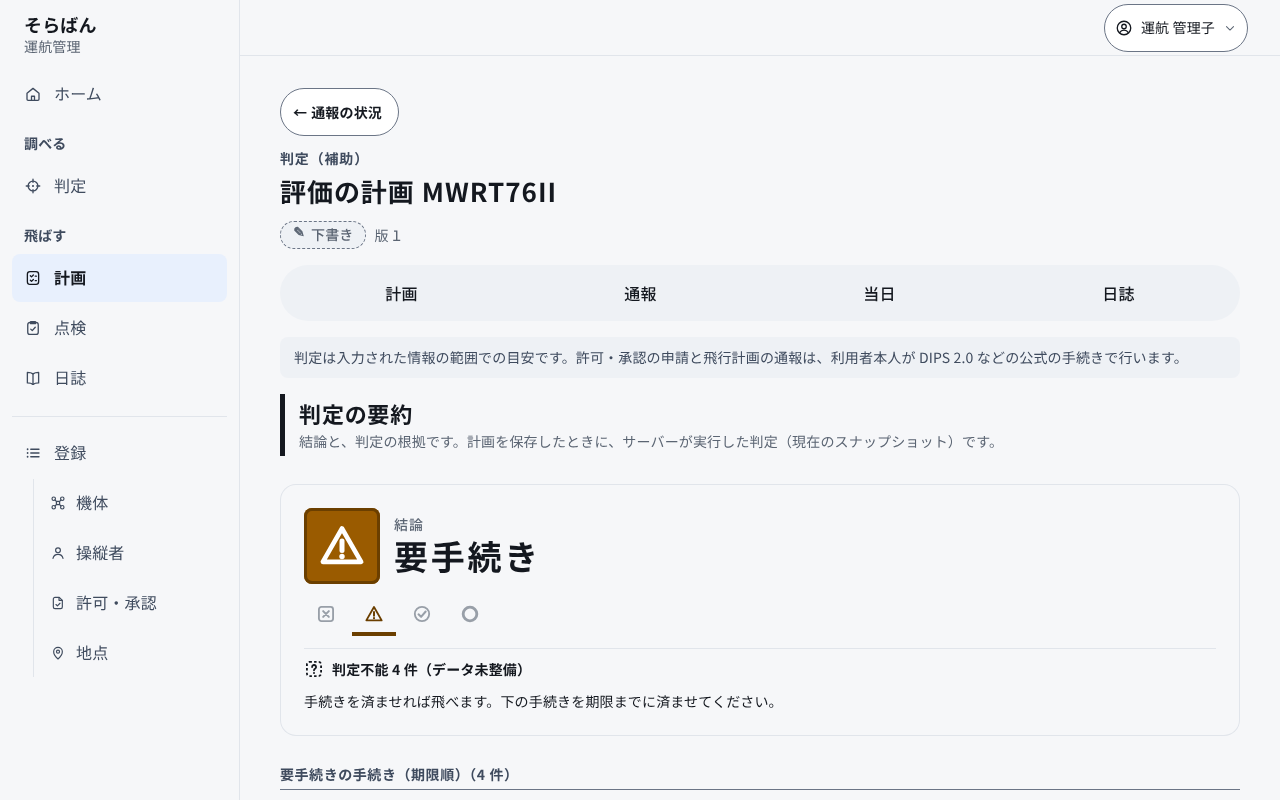 そらばん
運航管理
ホーム
調べる
判定
飛ばす
計画
点検
日誌
登録
機体
操縦者
許可・承認
地点
運航 管理子
← 通報の状況
判定（補助）
評価の計画 MWRT76II
✎ 下書き 版 1
計画 通報 当日 日誌
判定は入力された情報の範囲での目安です。許可・承認の申請と飛行計画の通報は、利用者本人が DIPS 2.0 などの公式の手続きで行います。
判定の要約
結論と、判定の根拠です。計画を保存したときに、サーバーが実行した判定（現在のスナップショット）です。
結論
要手続き
判定不能 4 件（データ未整備）
手続きを済ませれば飛べます。下の手続きを期限までに済ませてください。
要手続きの手続き（期限順）（4 件）